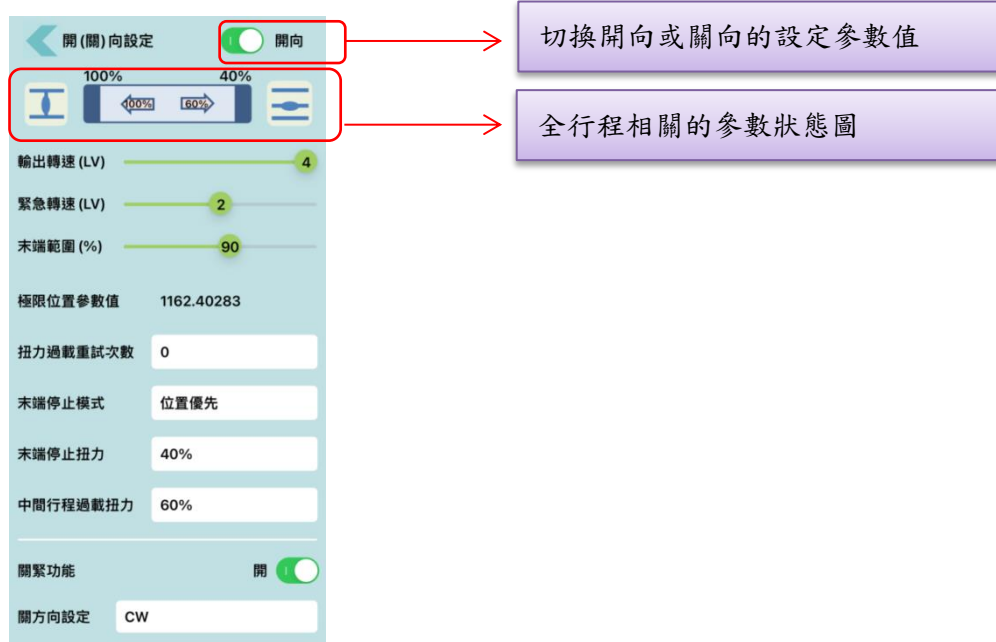 開(關)向設定 開向
切換開向或關向的設定參數值
100% 40%
100% 60%
全行程相關的參數狀態圖
輸出轉速 (LV) 4
緊急轉速 (LV) 2
末端範圍 (%) 90
極限位置參數值 1162.40283
扭力過載重試次數 0
末端停止模式 位置優先
末端停止扭力 40%
中間行程過載扭力 60%
關緊功能 開
關方向設定 CW